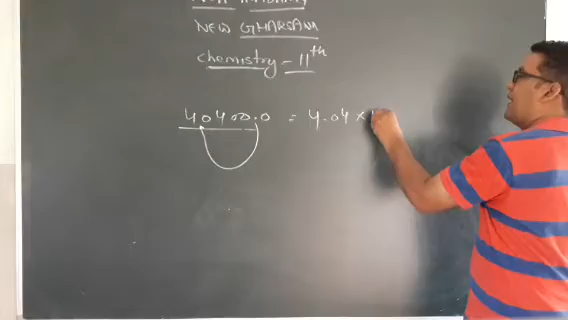 NEW GHARSANA
Chemistry - 11th
40400.0 = 4.04 ×